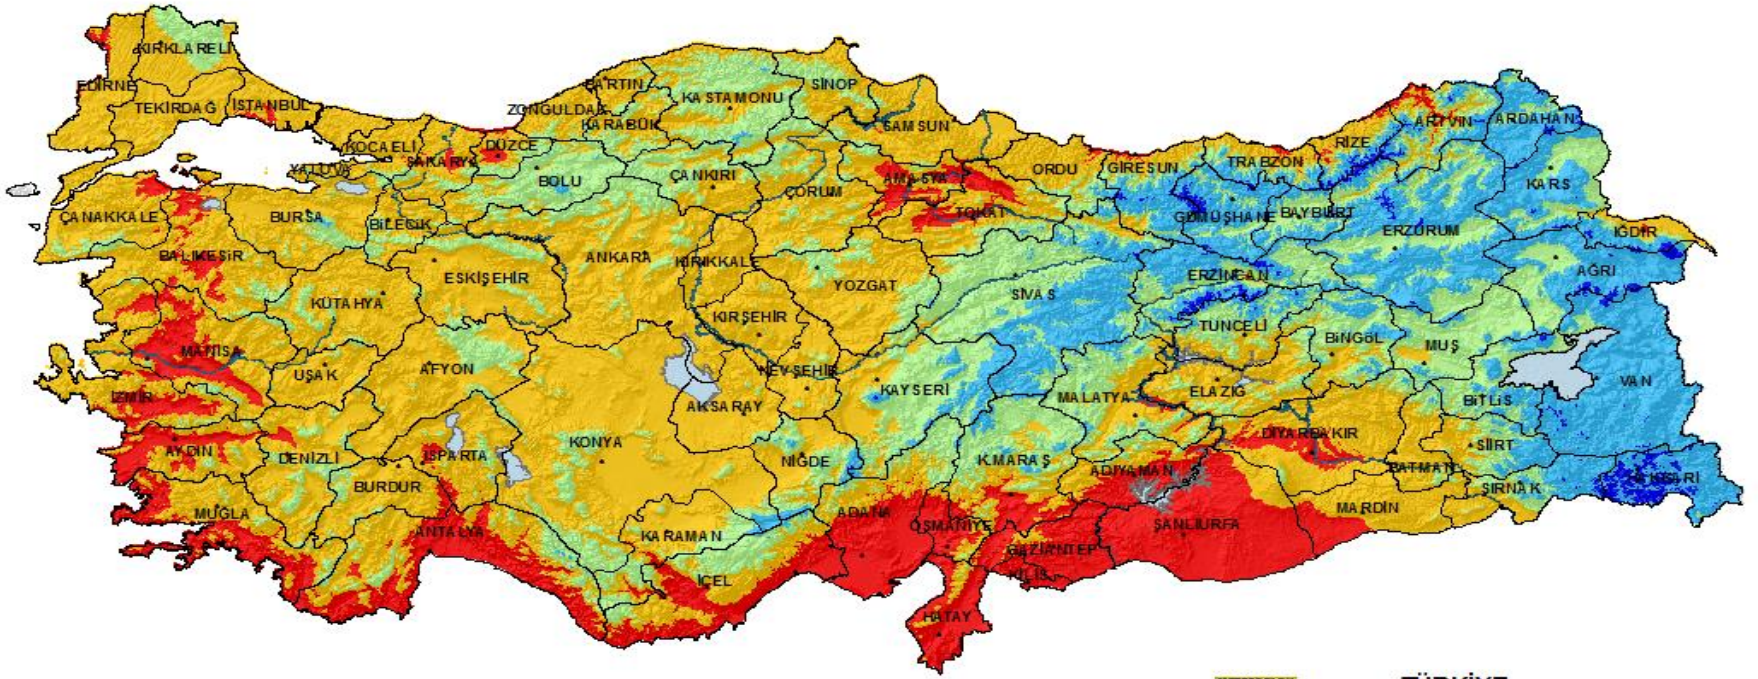 KIRKLARELİ
EDİRNE
TEKİRDAĞ
İSTANBUL
KOCAELİ
YALOVA
SAKARYA
DÜZCE
ZONGULDAK
BARTIN
KARABÜK
KASTAMONU
SİNOP
SAMSUN
BOLU
ÇANKIRI
ÇORUM
AMASYA
TOKAT
ORDU
GİRESUN
TRABZON
RİZE
ARTVİN
ARDAHAN
KARS
GÜMÜŞHANE
BAYBURT
ERZURUM
IĞDIR
AĞRI
ÇANAKKALE
BURSA
BİLECİK
BALIKESİR
ESKİŞEHİR
KÜTAHYA
ANKARA
KIRIKKALE
YOZGAT
SİVAS
ERZİNCAN
TUNCELİ
BİNGÖL
MUŞ
VAN
BİTLİS
MANİSA
UŞAK
AFYON
KIRŞEHİR
NEVŞEHİR
AKSARAY
KAYSERİ
MALATYA
ELAZIĞ
İZMİR
AYDIN
DENİZLİ
ISPARTA
BURDUR
KONYA
NİĞDE
K.MARAŞ
ADIYAMAN
DİYARBAKIR
BATMAN
SİİRT
ŞIRNAK
HAKKARİ
MUĞLA
ANTALYA
KARAMAN
İÇEL
ADANA
OSMANİYE
GAZİANTEP
KİLİS
HATAY
ŞANLIURFA
MARDİN
TÜRKİYE